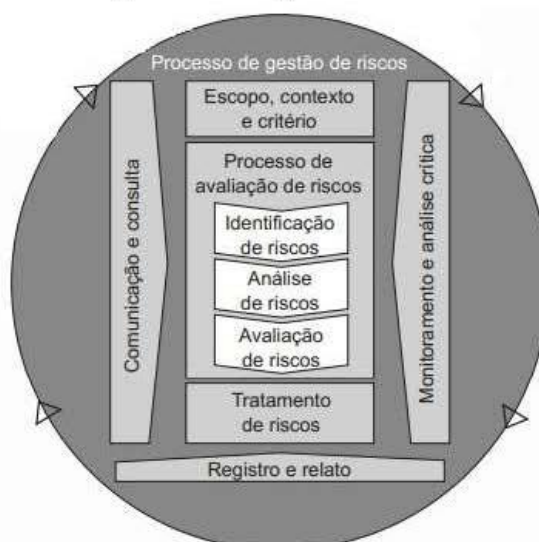 Processo de gestão de riscos
Escopo, contexto
e critério
Processo de
avaliação de riscos
Identificação
de riscos
Análise
de riscos
Avaliação
de riscos
Tratamento
de riscos
Comunicação e consulta
Monitoramento e análise crítica
Registro e relato